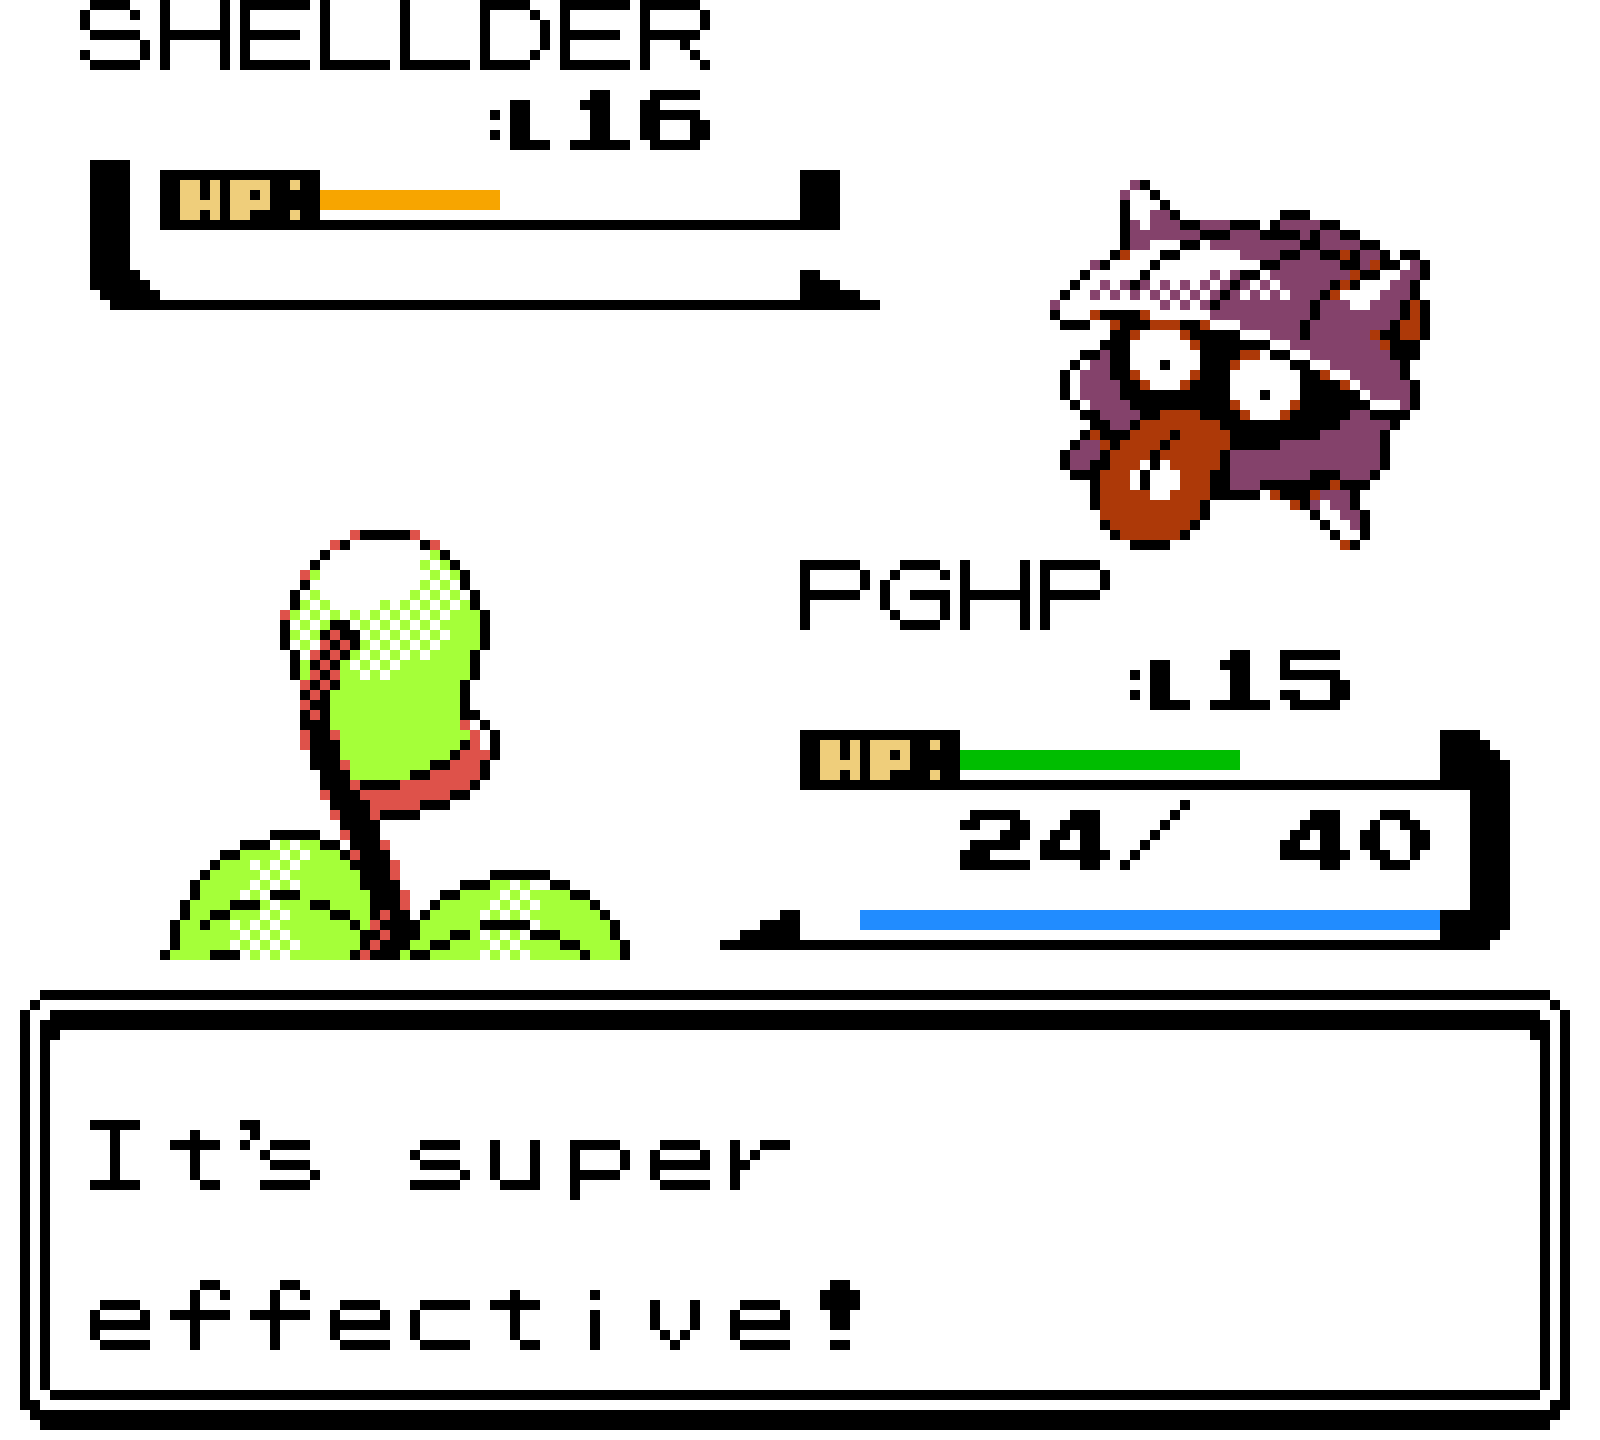 SHELLDER
:L16
HP:
PGHP
:L15
HP:
24/ 40
It's super
effective!